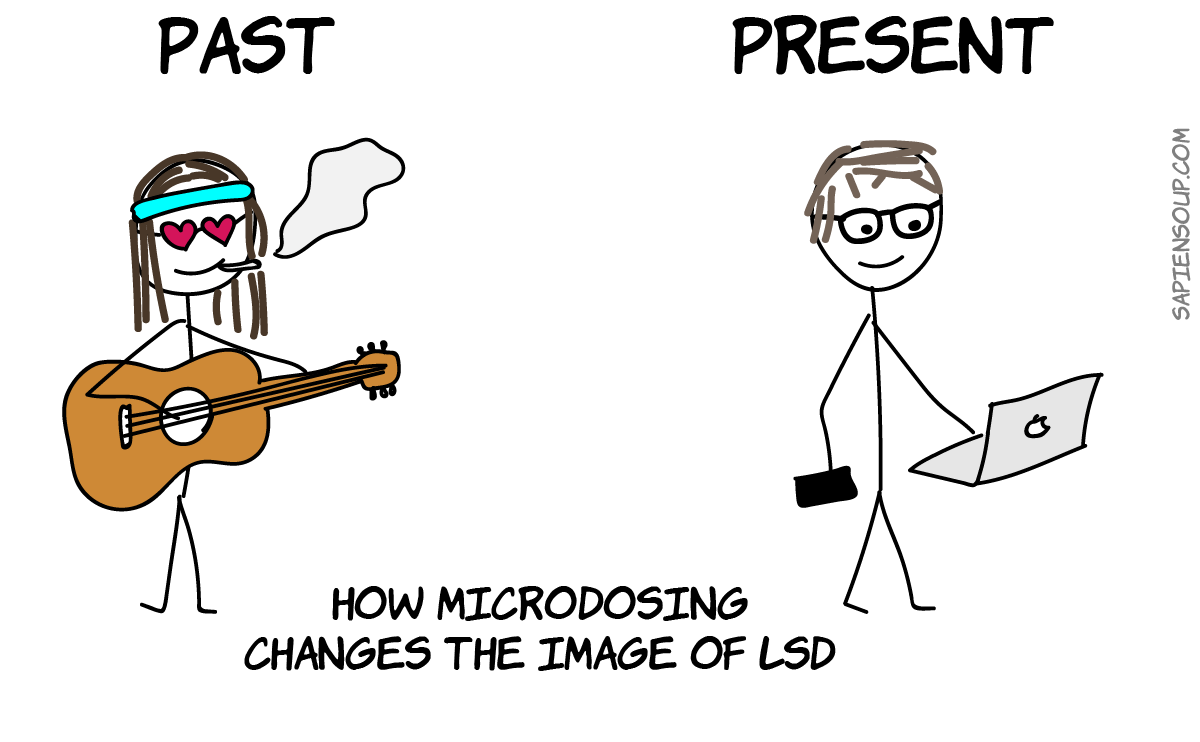 PAST
PRESENT
SAPIENSOUP.COM
HOW MICRODOSING
CHANGES THE IMAGE OF LSD